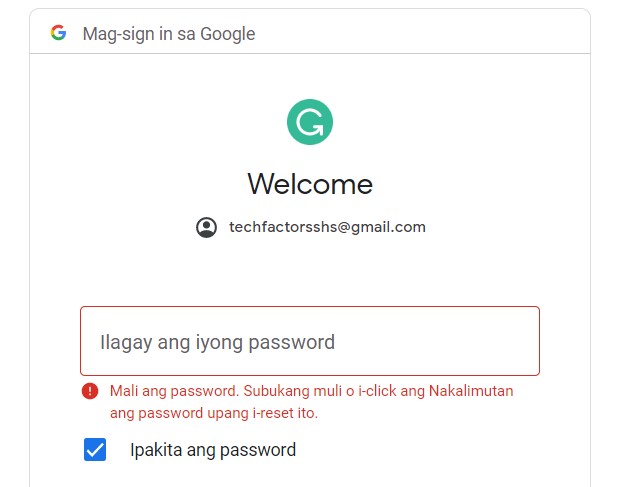 Mag-sign in sa Google
Welcome
techfactorsshs@gmail.com
Ilagay ang iyong password
Mali ang password. Subukang muli o i-click ang Nakalimutan
ang password upang i-reset ito.
Ipakita ang password